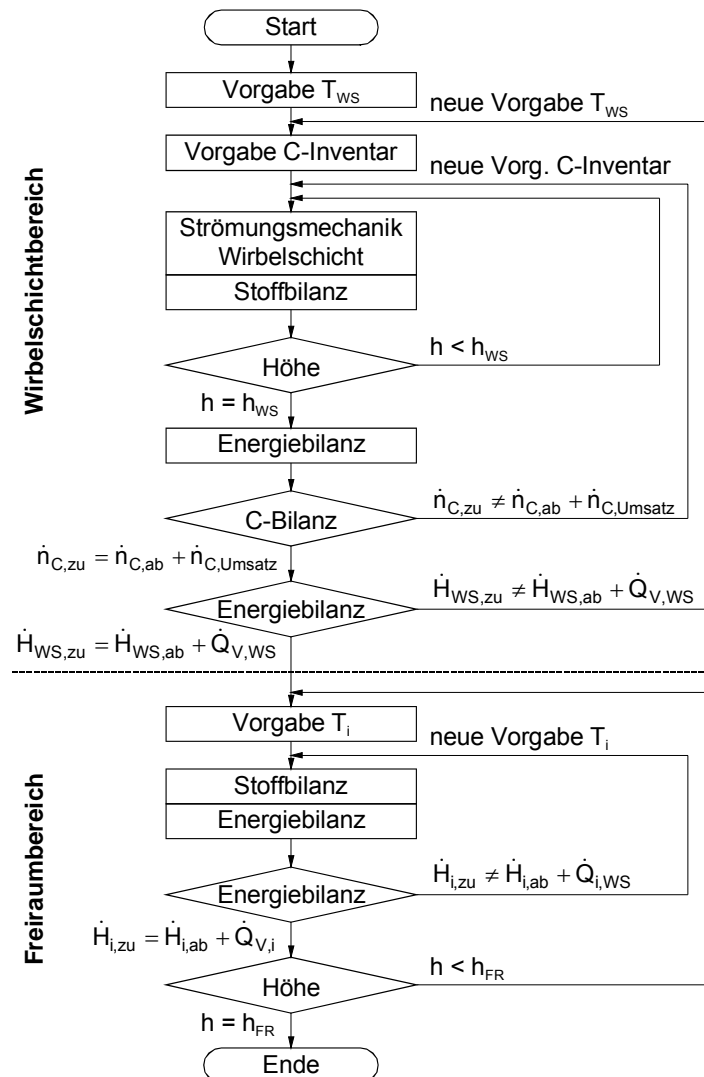 Start
Vorgabe T_WS
neue Vorgabe T_WS
Vorgabe C-Inventar
neue Vorg. C-Inventar
Wirbelschichtbereich
Strömungsmechanik
Wirbelschicht
Stoffbilanz
Höhe
h < h_WS
h = h_WS
Energiebilanz
C-Bilanz
ṅ_C,zu ≠ ṅ_C,ab + ṅ_C,Umsatz
ṅ_C,zu = ṅ_C,ab + ṅ_C,Umsatz
Energiebilanz
Ḣ_WS,zu ≠ Ḣ_WS,ab + Q̇_V,WS
Ḣ_WS,zu = Ḣ_WS,ab + Q̇_V,WS
Freiraumbereich
Vorgabe T_i
neue Vorgabe T_i
Stoffbilanz
Energiebilanz
Energiebilanz
Ḣ_i,zu ≠ Ḣ_i,ab + Q̇_i,WS
Ḣ_i,zu = Ḣ_i,ab + Q̇_V,i
Höhe
h < h_FR
h = h_FR
Ende